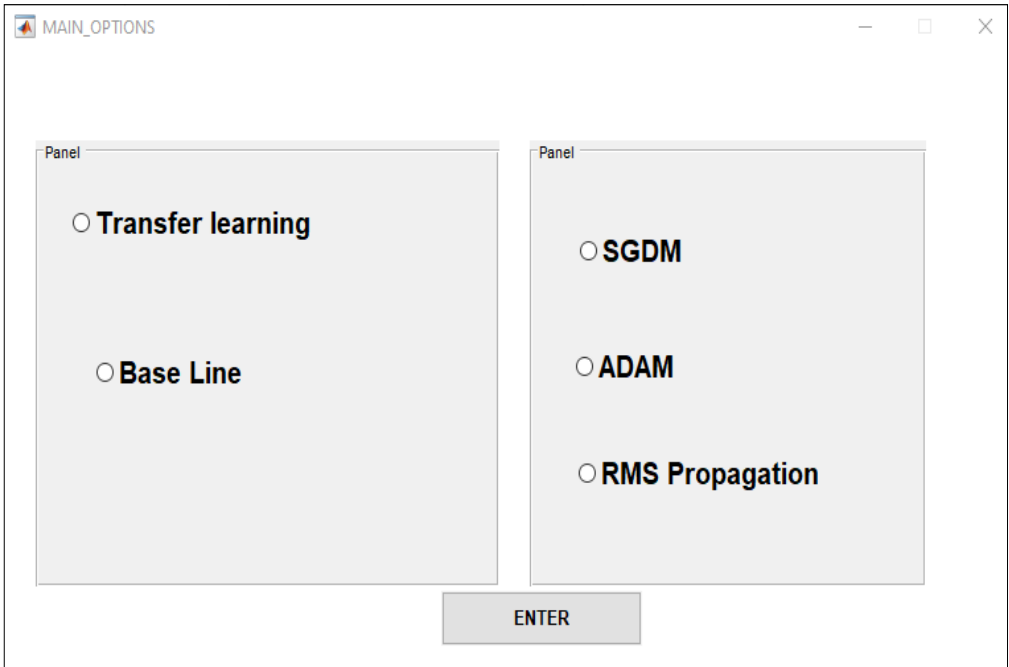 MAIN_OPTIONS
Panel
Transfer learning
Base Line
Panel
SGDM
ADAM
RMS Propagation
ENTER